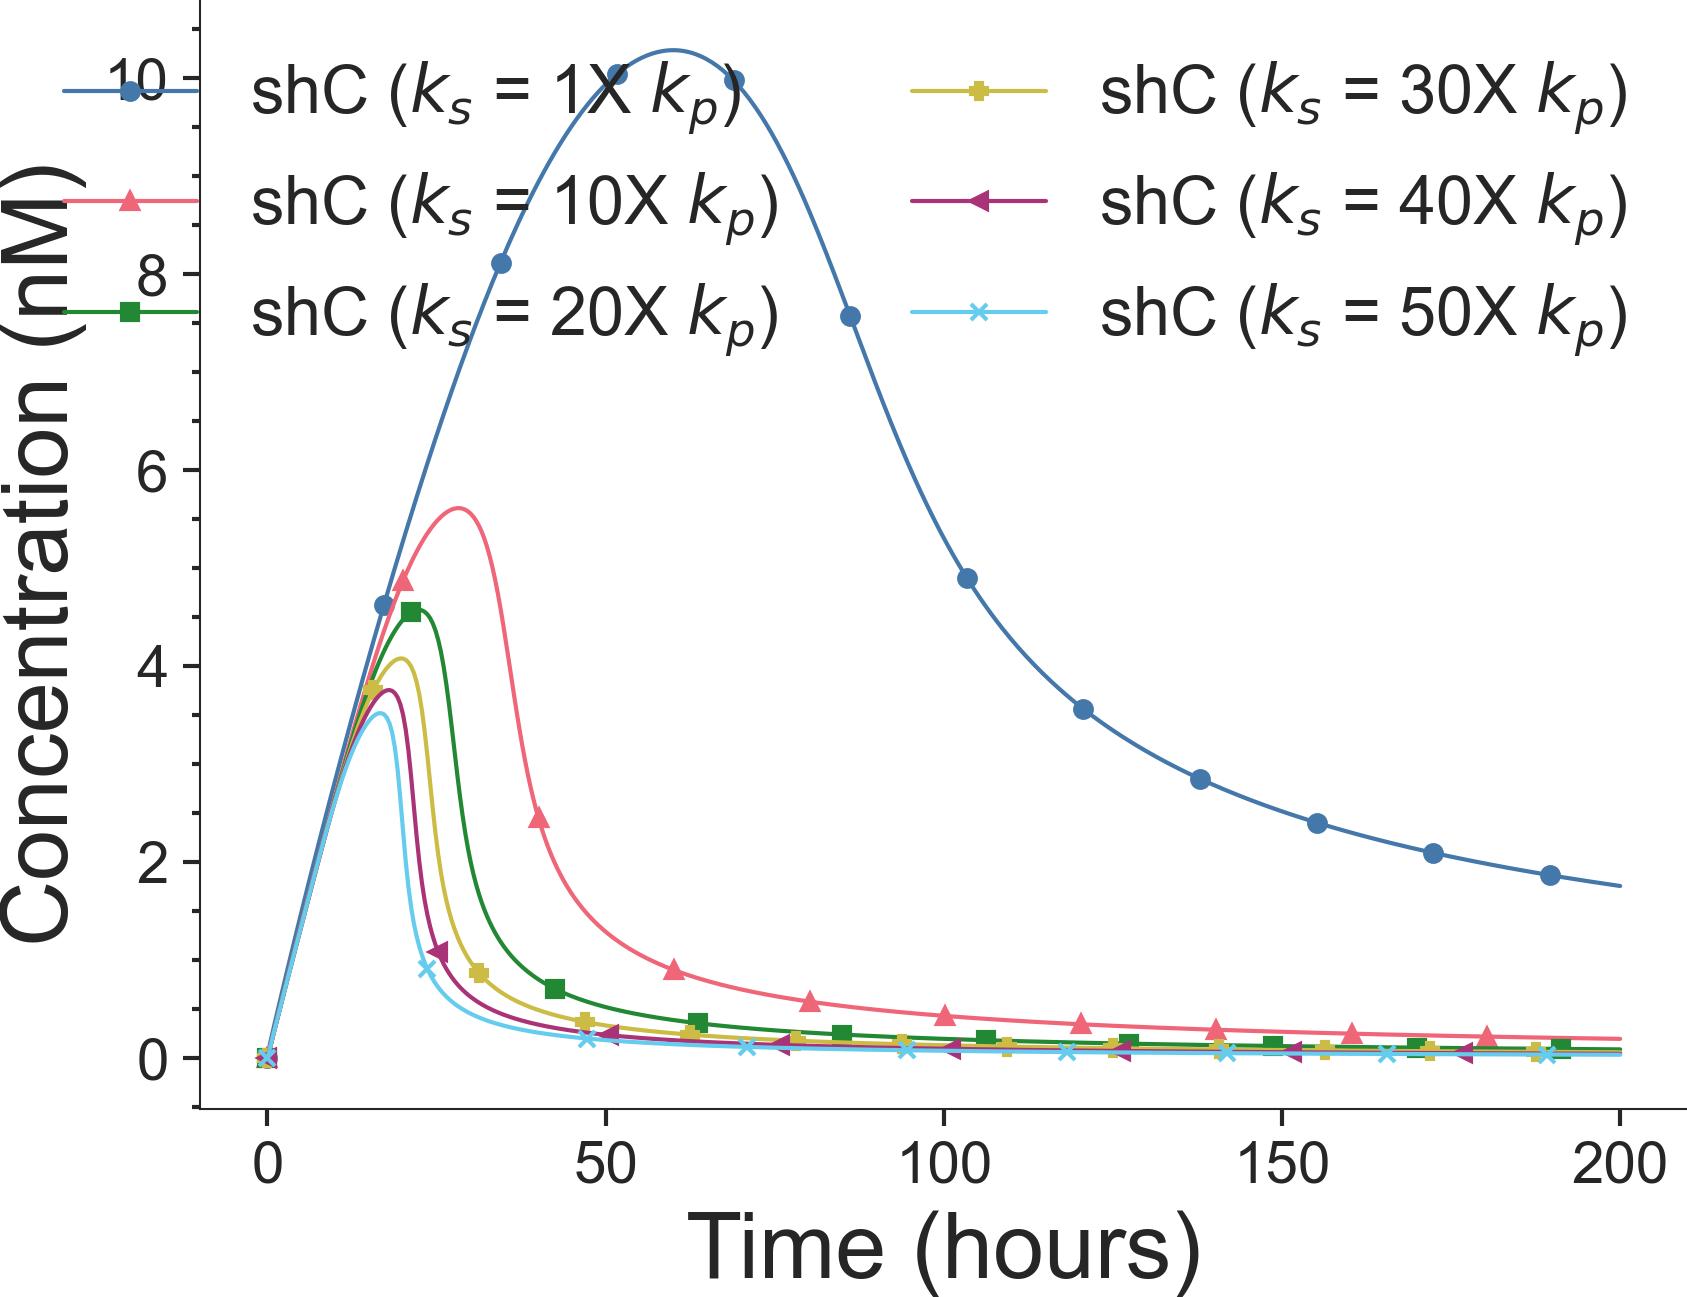 10
shC (ks = 1X kp)
shC (ks = 30X kp)
shC (ks = 10X kp)
shC (ks = 40X kp)
8
shC (ks = 20X kp)
shC (ks = 50X kp)
6
4
2
0
Concentration (nM)
0 50 100 150 200
Time (hours)